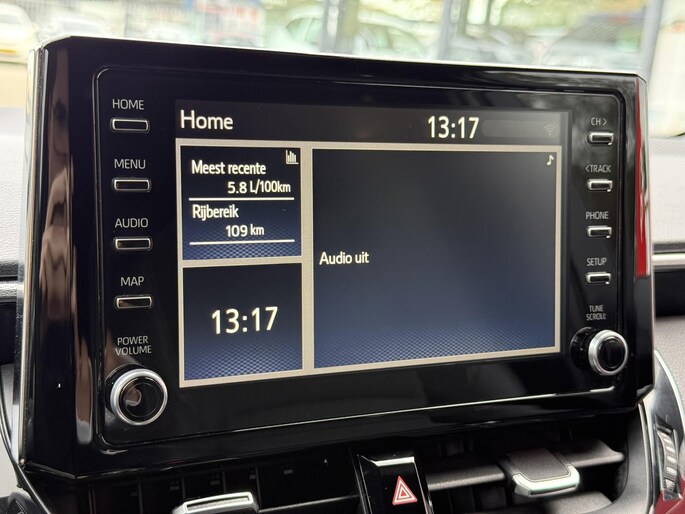 HOME
MENU
AUDIO
MAP
POWER
VOLUME
Home
13:17
Meest recente
5.8 L/100km
Rijbereik
109 km
13:17
Audio uit
CH >
< TRACK
PHONE
SETUP
TUNE
SCROLL